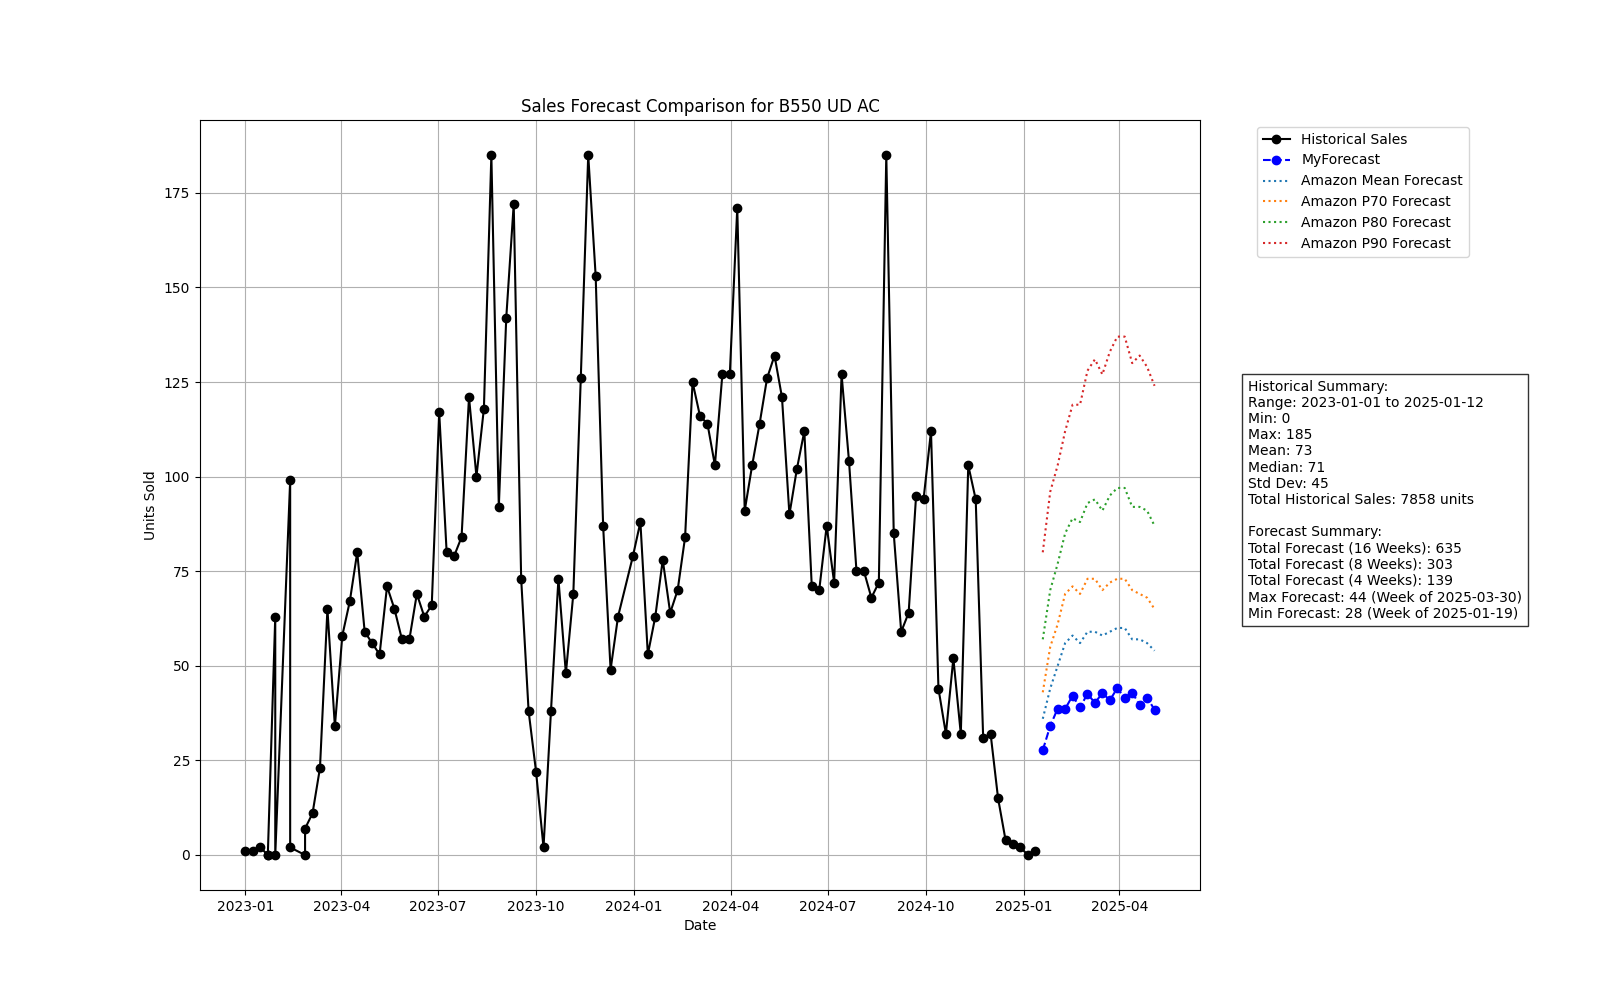 Sales Forecast Comparison for B550 UD AC
Units Sold
175
150
125
100
75
50
25
0
2023-01
2023-04
2023-07
2023-10
2024-01
2024-04
2024-07
2024-10
2025-01
2025-04
Date
Historical Sales
MyForecast
Amazon Mean Forecast
Amazon P70 Forecast
Amazon P80 Forecast
Amazon P90 Forecast
Historical Summary:
Range: 2023-01-01 to 2025-01-12
Min: 0
Max: 185
Mean: 73
Median: 71
Std Dev: 45
Total Historical Sales: 7858 units
Forecast Summary:
Total Forecast (16 Weeks): 635
Total Forecast (8 Weeks): 303
Total Forecast (4 Weeks): 139
Max Forecast: 44 (Week of 2025-03-30)
Min Forecast: 28 (Week of 2025-01-19)